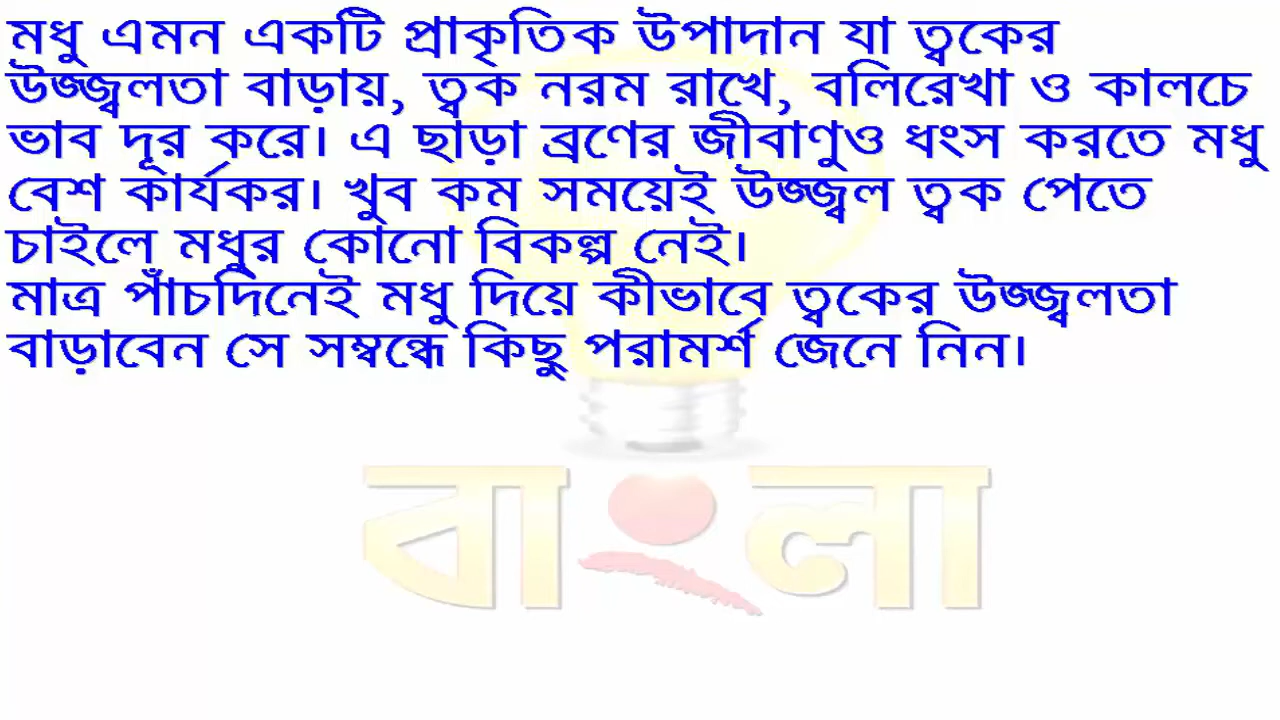 মধু এমন একটি প্রাকৃতিক উপাদান যা ত্বকের
উজ্জ্বলতা বাড়ায়, ত্বক নরম রাখে, বলিরেখা ও কালচে
ভাব দূর করে। এ ছাড়া ব্রণের জীবাণুও ধংস করতে মধু
বেশ কার্যকর। খুব কম সময়েই উজ্জ্বল ত্বক পেতে
চাইলে মধুর কোনো বিকল্প নেই।
মাত্র পাঁচদিনেই মধু দিয়ে কীভাবে ত্বকের উজ্জ্বলতা
বাড়াবেন সে সম্বন্ধে কিছু পরামর্শ জেনে নিন।
বাংলা